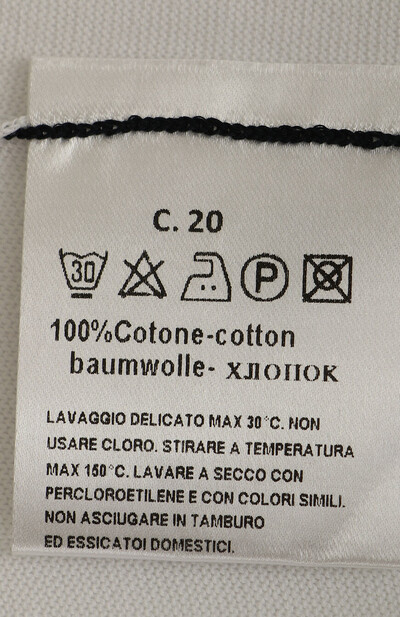 C. 20
30 P
100%Cotone-cotton
baumwolle- хлопок
LAVAGGIO DELICATO MAX 30°C. NON
USARE CLORO. STIRARE A TEMPERATURA
MAX 150°C. LAVARE A SECCO CON
PERCLOROETILENE E CON COLORI SIMILI.
NON ASCIUGARE IN TAMBURO
ED ESSICATOI DOMESTICI.